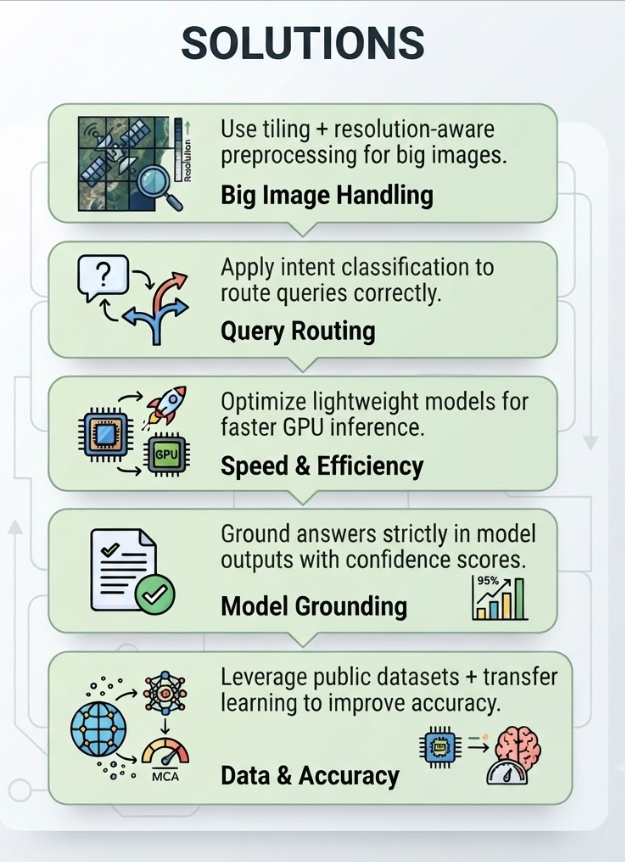 SOLUTIONS
Resolution
Use tiling + resolution-aware
preprocessing for big images.
Big Image Handling
?
Apply intent classification to
route queries correctly.
Query Routing
GPU
Optimize lightweight models for
faster GPU inference.
Speed & Efficiency
Ground answers strictly in model
outputs with confidence scores.
95%
Model Grounding
Leverage public datasets + transfer
learning to improve accuracy.
MCA
Data & Accuracy